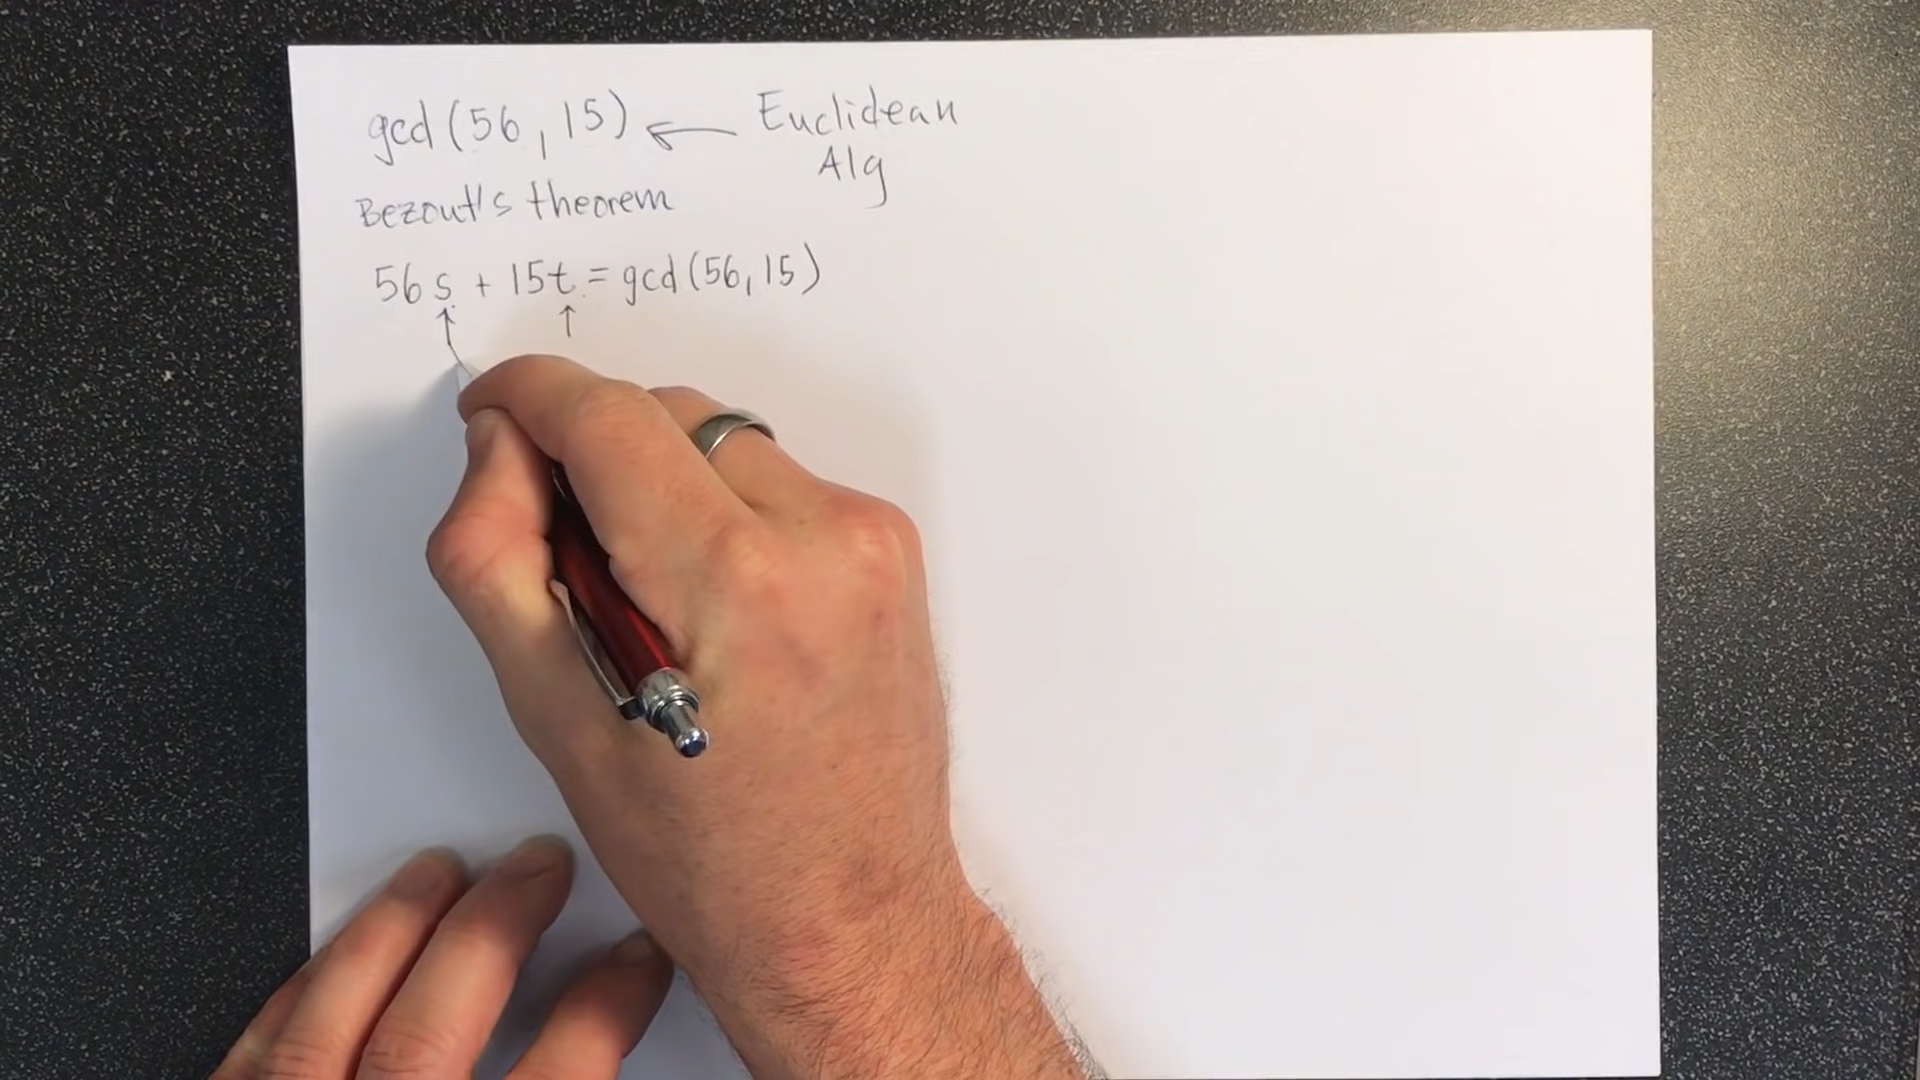 gcd(56,15) ← Euclidean
Alg
Bezout's theorem
56s + 15t = gcd(56,15)
↑ ↑